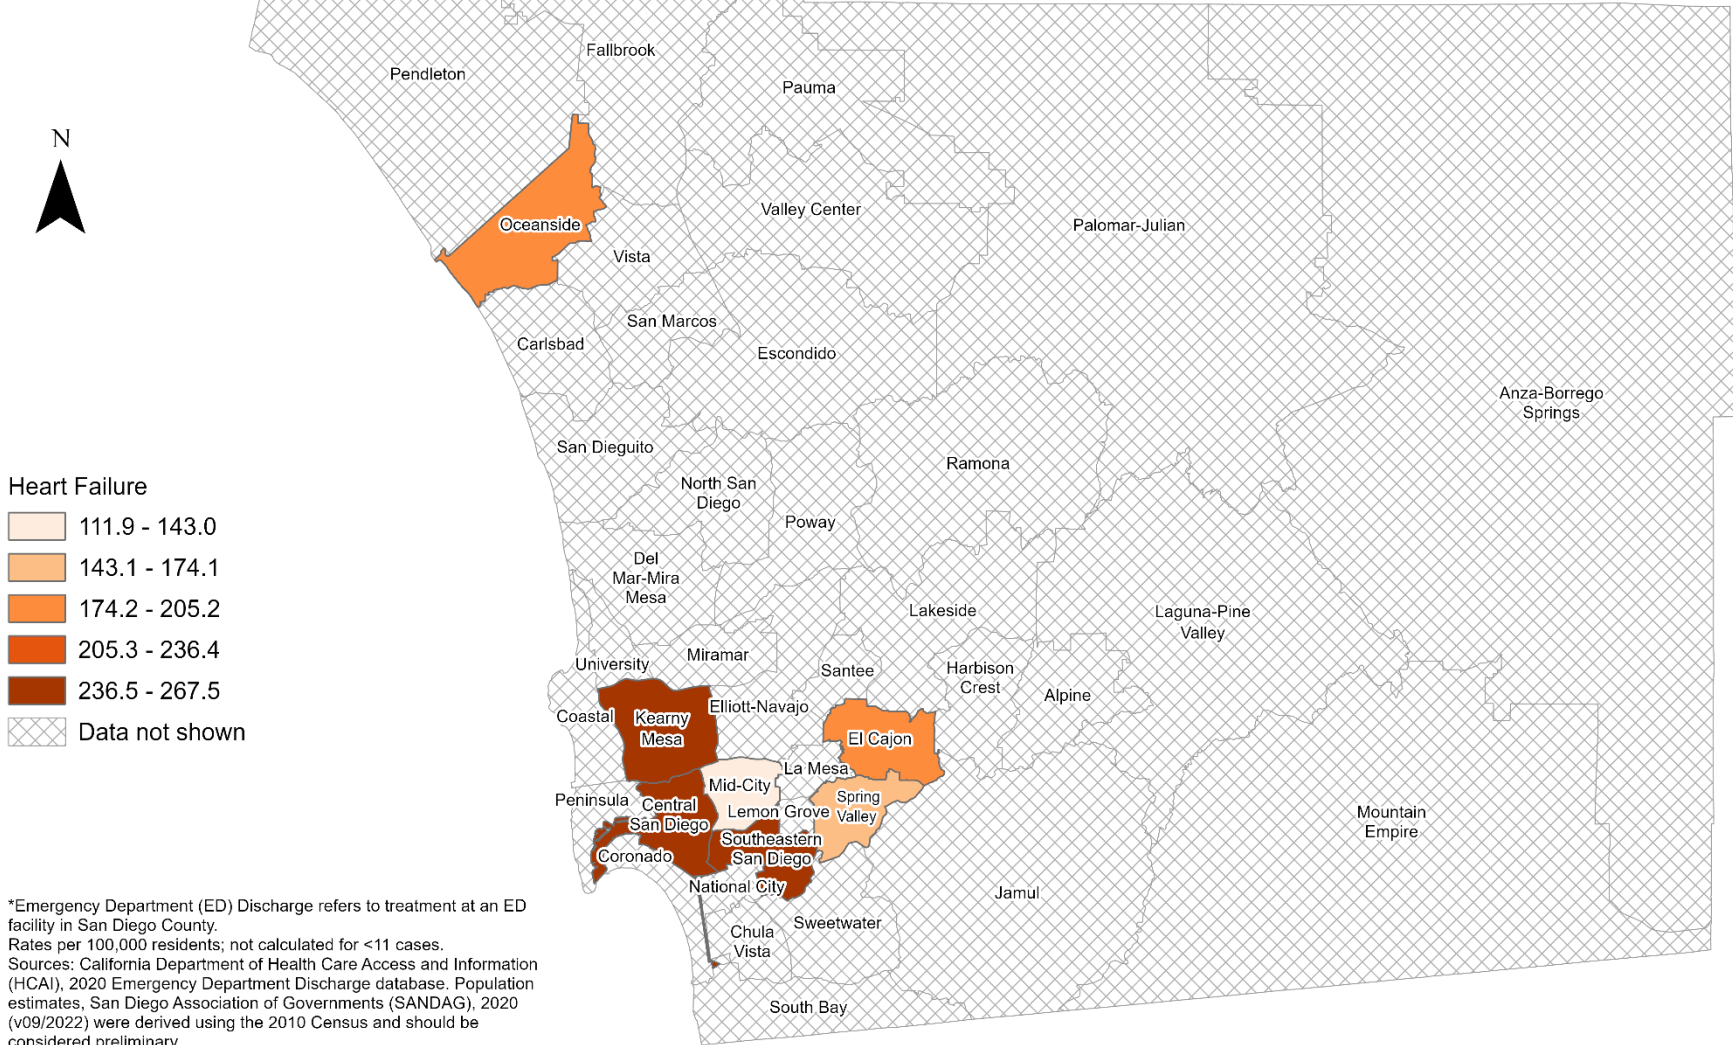 Fallbrook
Pendleton
Pauma
N
Valley Center
Oceanside
Palomar-Julian
Vista
San Marcos
Carlsbad
Escondido
Anza-Borrego
Springs
San Dieguito
Ramona
North San
Diego
Poway
Heart Failure
111.9 - 143.0
143.1 - 174.1
174.2 - 205.2
205.3 - 236.4
236.5 - 267.5
Data not shown
Del
Mar-Mira
Mesa
Lakeside
Laguna-Pine
Valley
Miramar
University
Santee
Harbison
Crest
Alpine
Elliott-Navajo
Coastal
Kearny
Mesa
El Cajon
La Mesa
Mid-City
Peninsula
Central
San Diego
Lemon Grove
Spring
Valley
Mountain
Empire
Southeastern
San Diego
Coronado
National City
Jamul
Sweetwater
Chula
Vista
South Bay
*Emergency Department (ED) Discharge refers to treatment at an ED
facility in San Diego County.
Rates per 100,000 residents; not calculated for <11 cases.
Sources: California Department of Health Care Access and Information
(HCAI), 2020 Emergency Department Discharge database. Population
estimates, San Diego Association of Governments (SANDAG), 2020
(v09/2022) were derived using the 2010 Census and should be
considered preliminary.